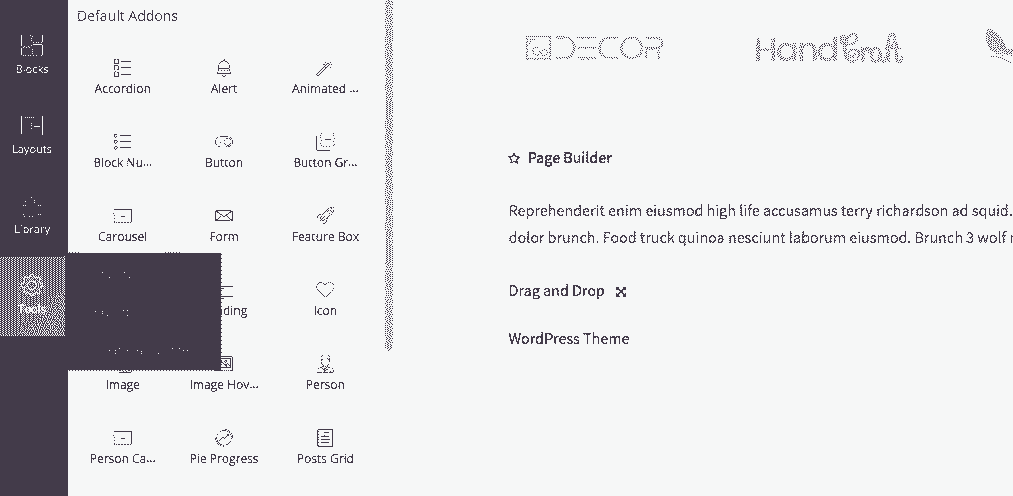 Default Addons
Blocks
Layouts
Library
Tools
Accordion
Alert
Animated ...
Block Nu...
Button
Button Gr...
Carousel
Form
Feature Box
ding
Icon
Image
Image Hov...
Person
Person Ca...
Pie Progress
Posts Grid
DECOR
HandCraft
Page Builder
Reprehenderit enim eiusmod high life accusamus terry richardson ad squid.
dolor brunch. Food truck quinoa nesciunt laborum eiusmod. Brunch 3 wolf
Drag and Drop
WordPress Theme